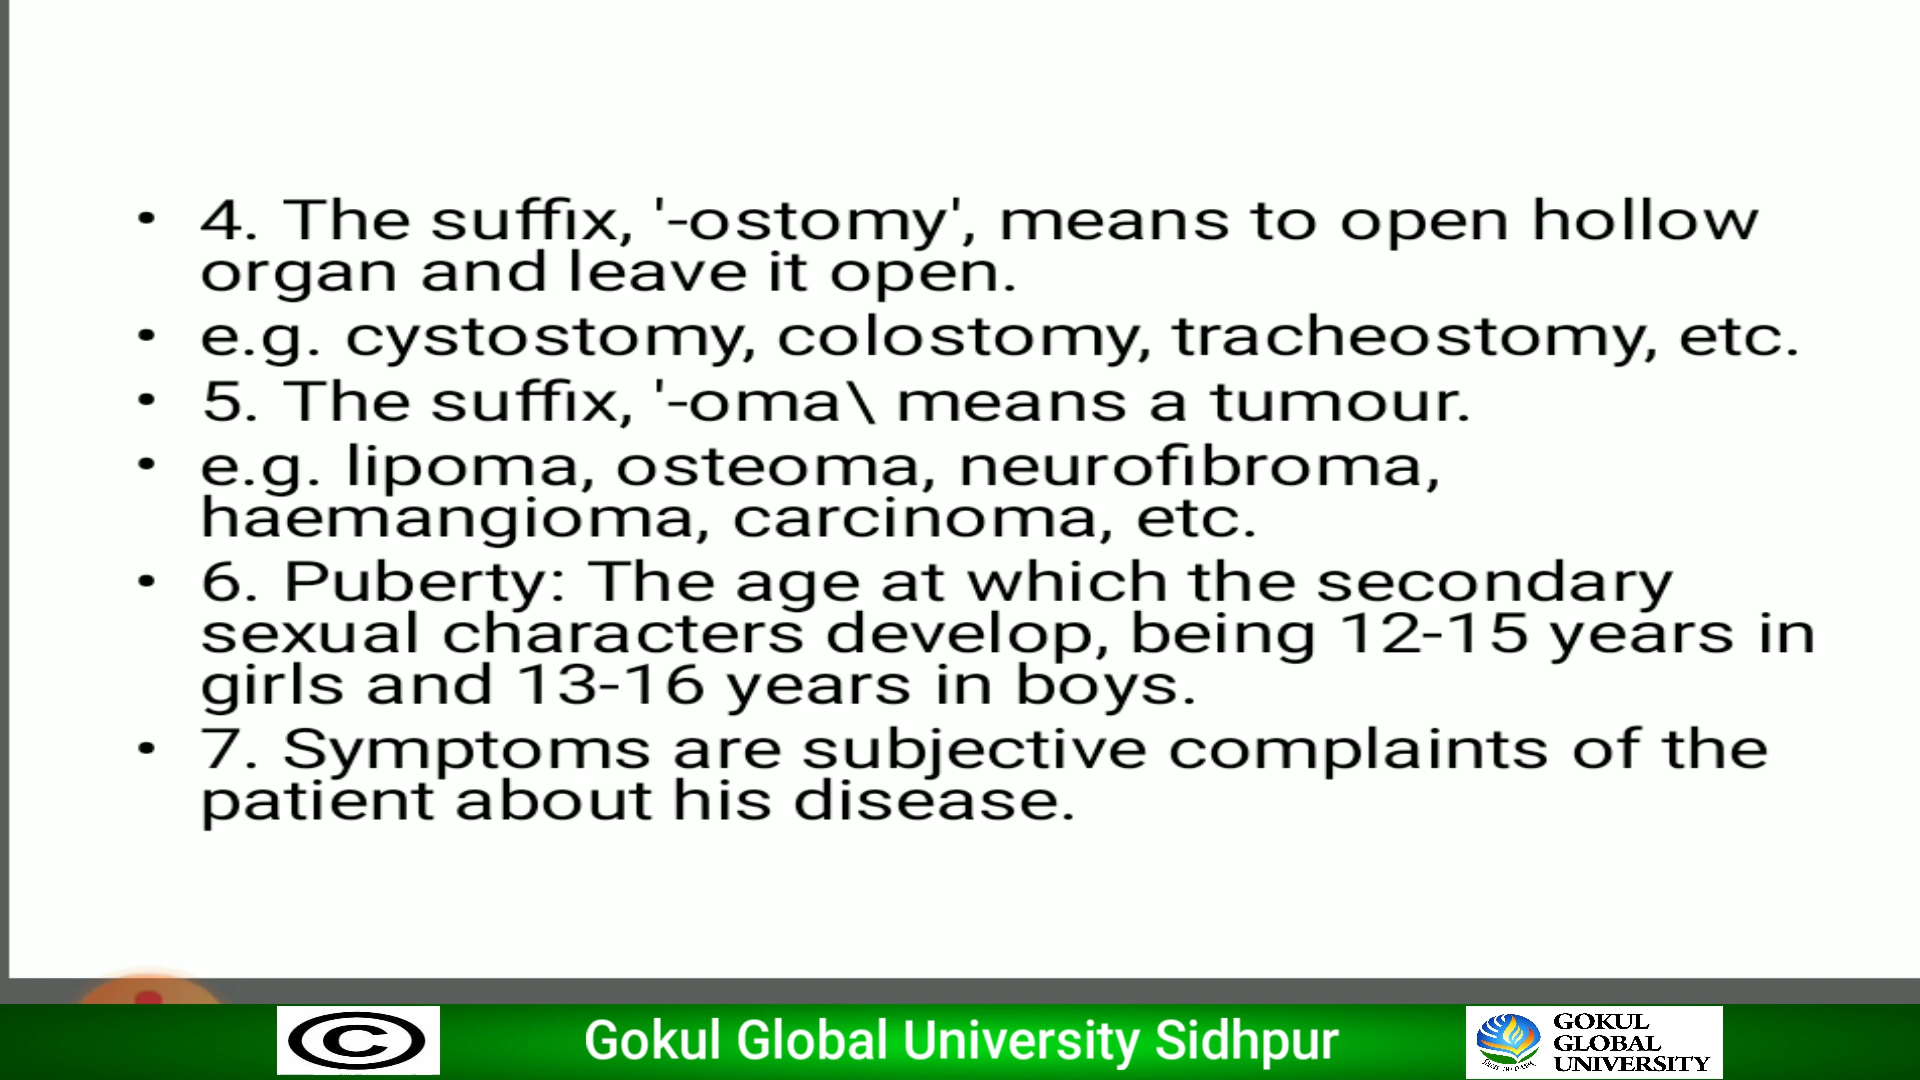 • 4. The suffix, '-ostomy', means to open hollow
organ and leave it open.
• e.g. cystostomy, colostomy, tracheostomy, etc.
• 5. The suffix, '-oma\ means a tumour.
• e.g. lipoma, osteoma, neurofibroma,
haemangioma, carcinoma, etc.
• 6. Puberty: The age at which the secondary
sexual characters develop, being 12-15 years in
girls and 13-16 years in boys.
• 7. Symptoms are subjective complaints of the
patient about his disease.
©
Gokul Global University Sidhpur
GOKUL
GLOBAL
UNIVERSITY